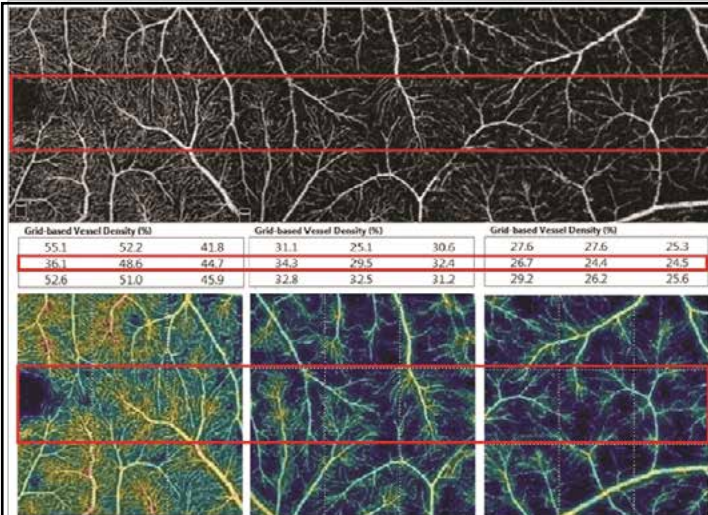 Grid-based Vessel Density (%) Grid-based Vessel Density (%) Grid-based Vessel Density (%)
55.1 52.2 41.8 31.1 25.1 30.6 27.6 27.6 25.3
36.1 48.6 44.7 34.3 29.5 32.4 26.7 24.4 24.5
52.6 51.0 45.9 32.8 32.5 31.2 29.2 26.2 25.6